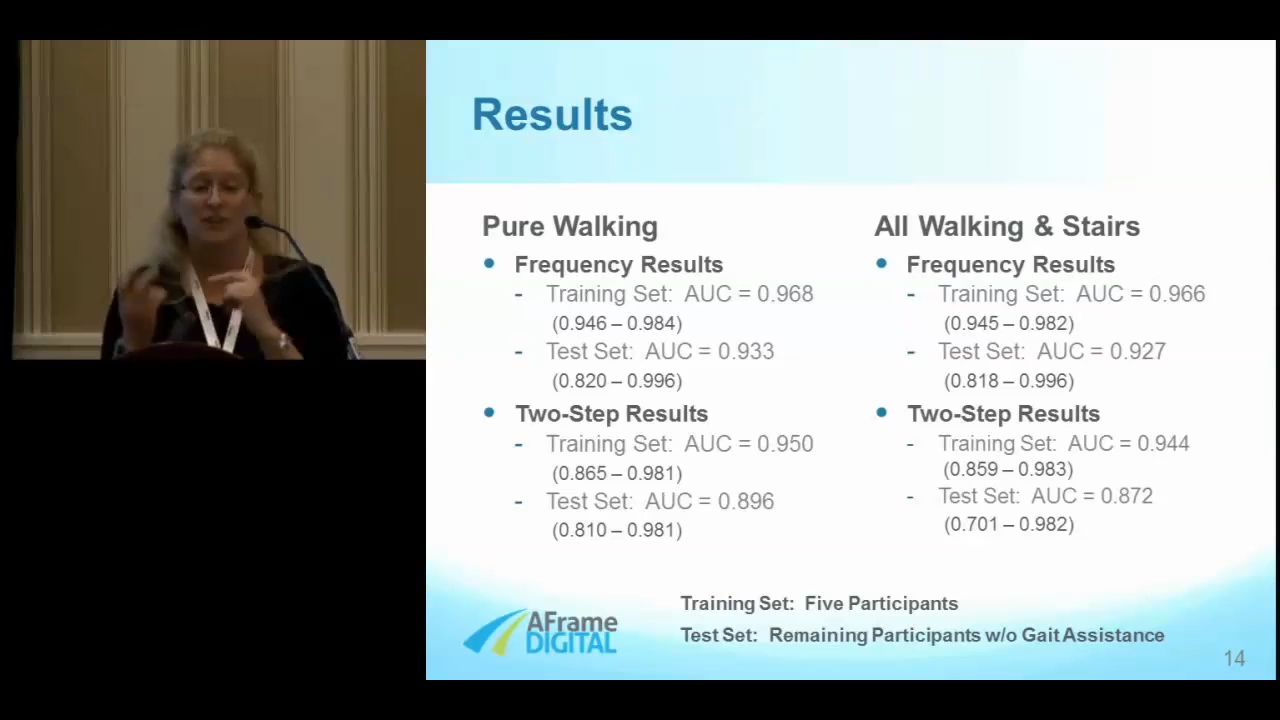 Results
Pure Walking
Frequency Results
- Training Set: AUC = 0.968
(0.946 – 0.984)
- Test Set: AUC = 0.933
(0.820 – 0.996)
Two-Step Results
- Training Set: AUC = 0.950
(0.865 – 0.981)
- Test Set: AUC = 0.896
(0.810 – 0.981)
All Walking & Stairs
Frequency Results
- Training Set: AUC = 0.966
(0.945 – 0.982)
- Test Set: AUC = 0.927
(0.818 – 0.996)
Two-Step Results
- Training Set: AUC = 0.944
(0.859 – 0.983)
- Test Set: AUC = 0.872
(0.701 – 0.982)
Training Set: Five Participants
Test Set: Remaining Participants w/o Gait Assistance
AFrame
DIGITAL
14